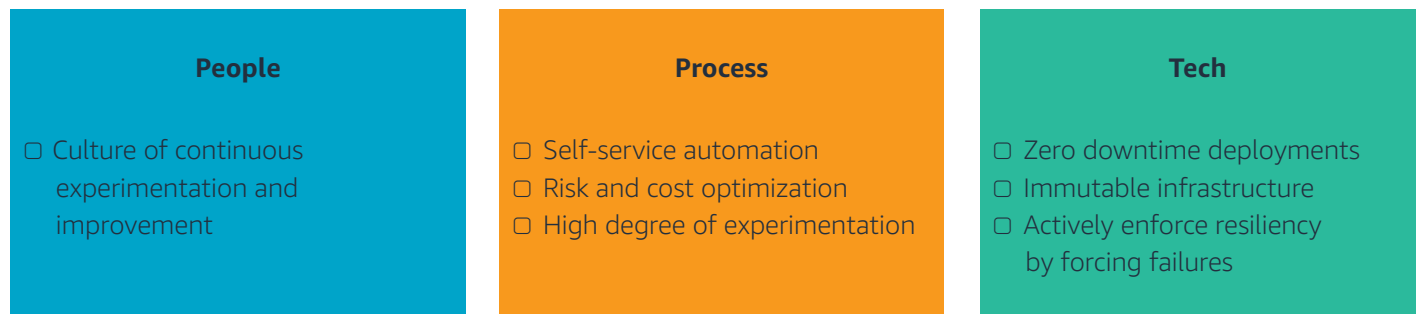 People
▢ Culture of continuous
experimentation and
improvement
Process
▢ Self-service automation
▢ Risk and cost optimization
▢ High degree of experimentation
Tech
▢ Zero downtime deployments
▢ Immutable infrastructure
▢ Actively enforce resiliency
by forcing failures